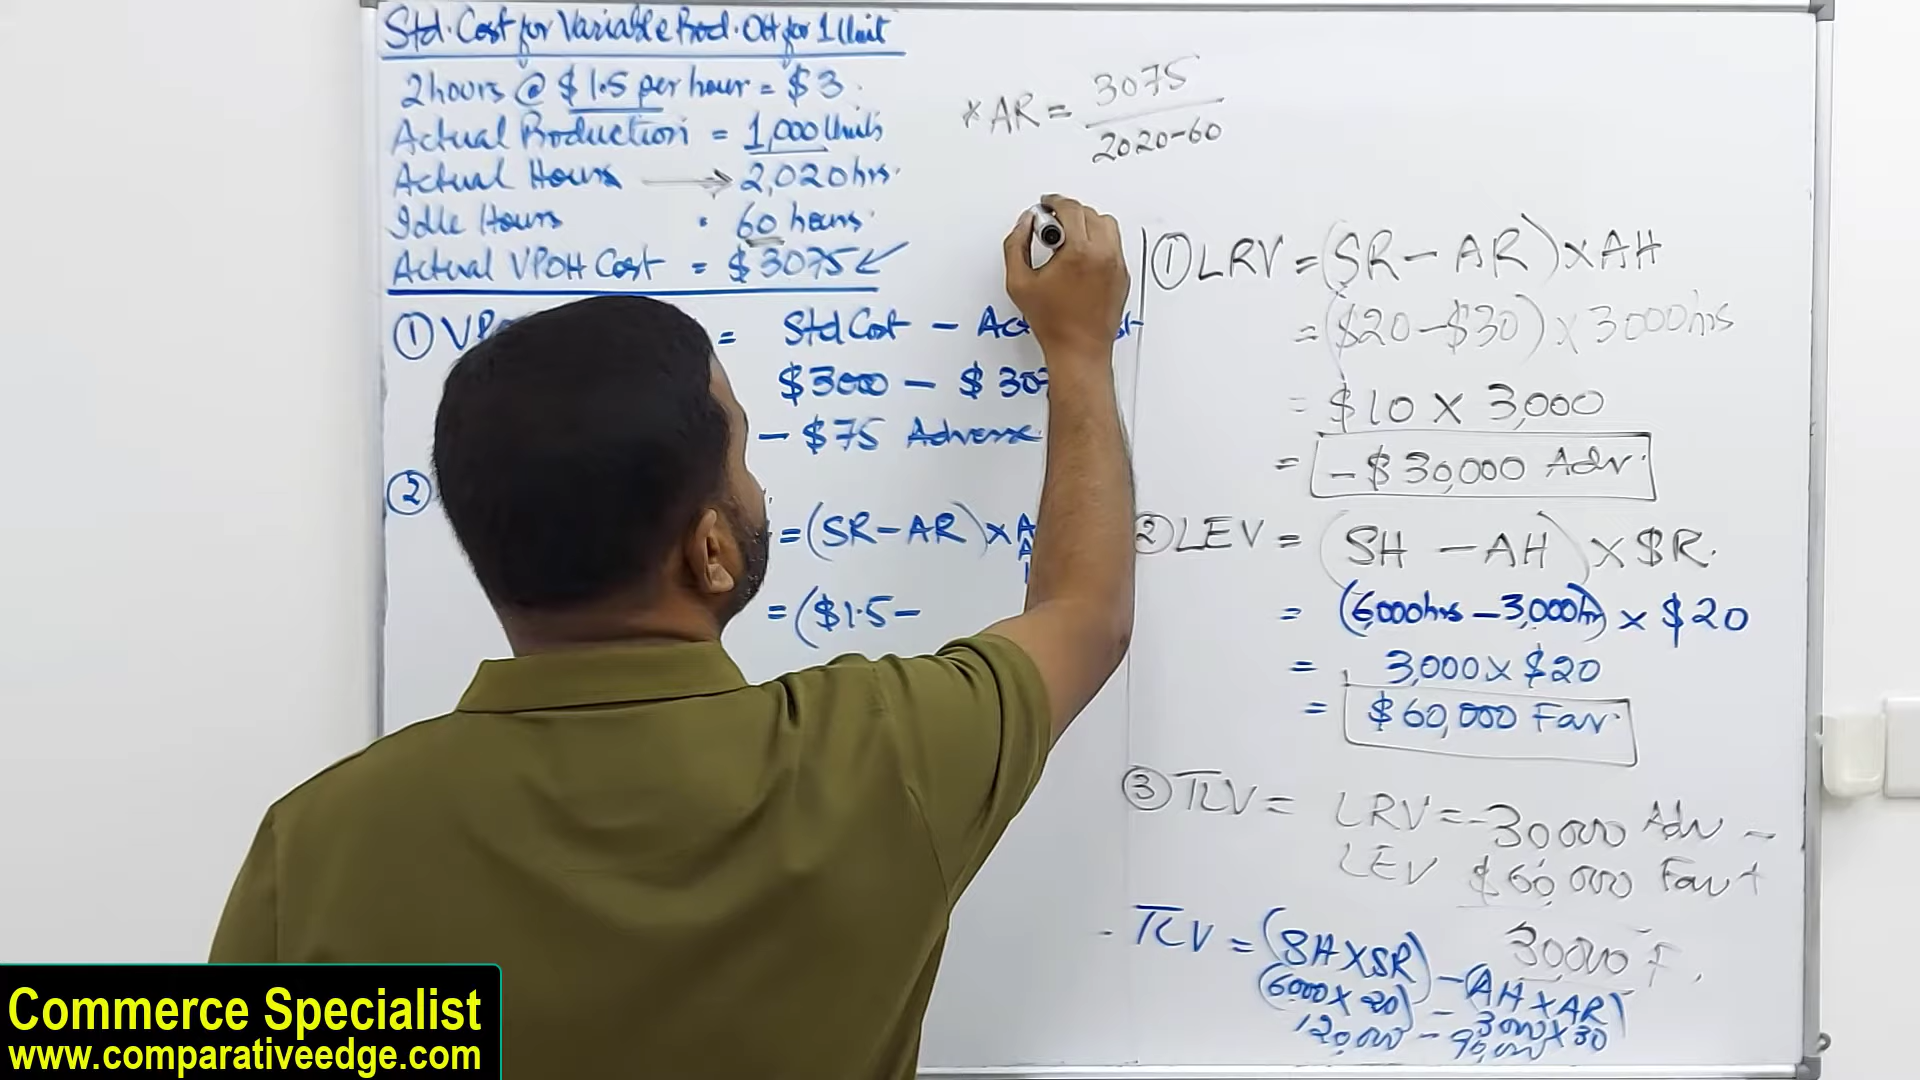 Std. Cost for Variable Prod. OH for 1 Unit
2 hours @ $1.5 per hour = $3.
Actual Production = 1,000 Units
Actual Hours → 2,020 hrs.
Idle Hours • 60 hours.
Actual VPOH Cost = $3075
① VP = Std Cost - Ac
$3000 - $ 307
- $75 Adverse
②
= (SR - AR) × A
= ($1.5 -
* AR = 3075
2020-60
① LRV = (SR - AR) × AH
= ($20 - $30) × 3000 hrs
= $10 × 3,000
= - $30,000 Adv.
② LEV = (SH - AH) × SR.
= (6,000hrs - 3,000hr) × $20
= 3,000 × $20
= $60,000 Fav.
③ TLV = LRV = -30,000 Adv -
LEV $60,000 Fav +
30,000 F.
TLV = (SH × SR) - (AH × AR)
(6000 × 20) - 3000 × 30
120,000 - 90,000
Commerce Specialist
www.comparativeedge.com